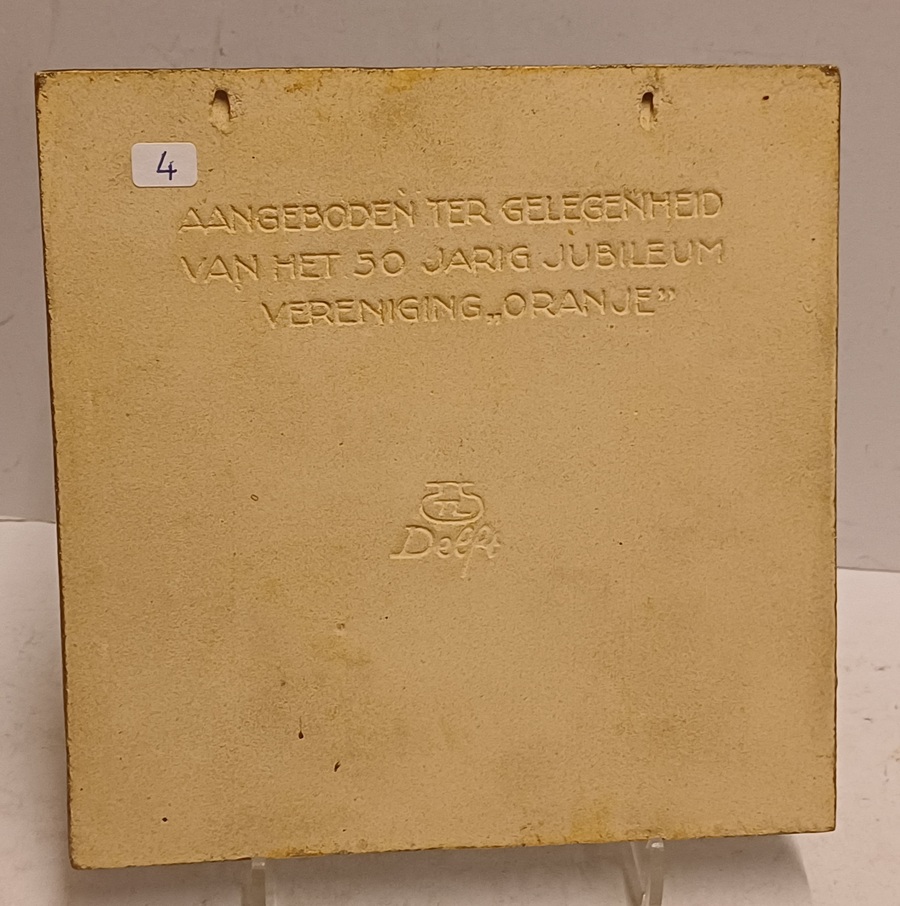 4
AANGEBODEN TER GELEGENHEID
VAN HET 50 JARIG JUBILEUM
VERENIGING „ORANJE”
Delft